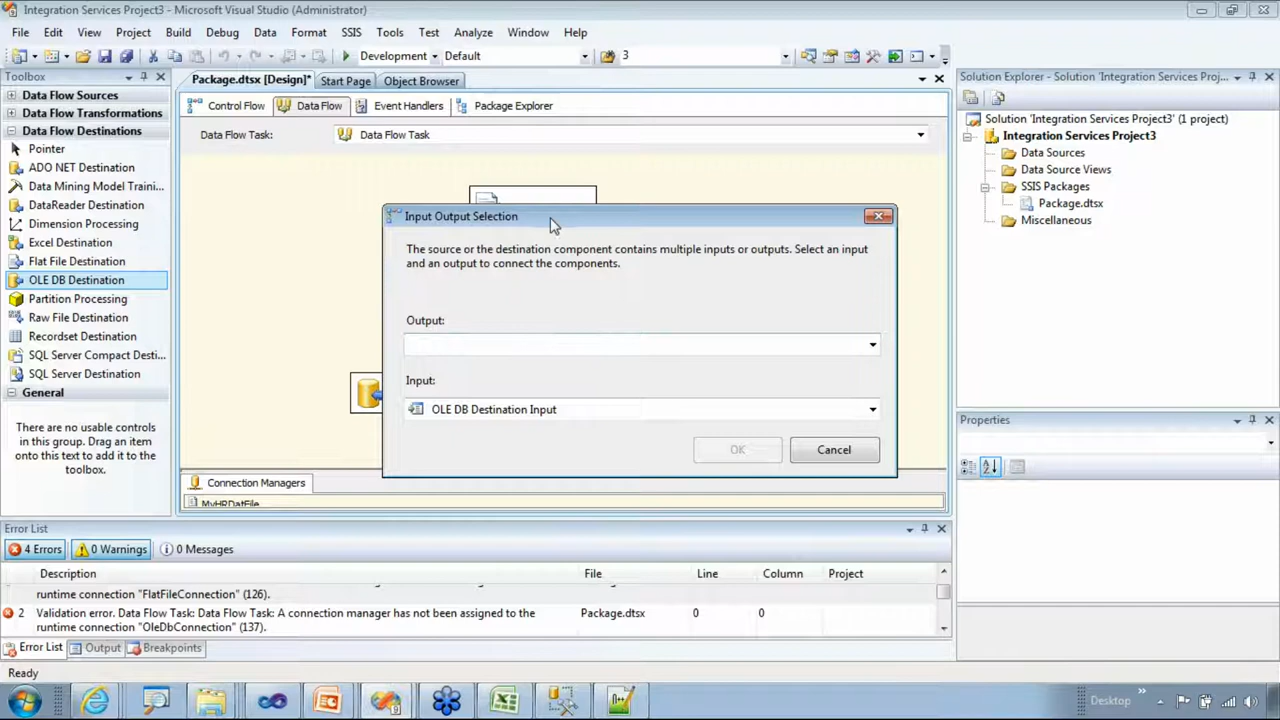 Integration Services Project3 - Microsoft Visual Studio (Administrator)
File Edit View Project Build Debug Data Format SSIS Tools Test Analyze Window Help
Development Default 3
Toolbox
Data Flow Sources
Data Flow Transformations
Data Flow Destinations
Pointer
ADO NET Destination
Data Mining Model Traini...
DataReader Destination
Dimension Processing
Excel Destination
Flat File Destination
OLE DB Destination
Partition Processing
Raw File Destination
Recordset Destination
SQL Server Compact Desti...
SQL Server Destination
General
There are no usable controls
in this group. Drag an item
onto this text to add it to the
toolbox.
Package.dtsx [Design]* Start Page Object Browser
Control Flow Data Flow Event Handlers Package Explorer
Data Flow Task: Data Flow Task
Input Output Selection
The source or the destination component contains multiple inputs or outputs. Select an input
and an output to connect the components.
Output:
Input:
OLE DB Destination Input
OK Cancel
Connection Managers
MyHRDatFile
Solution Explorer - Solution 'Integration Services Proj...
Solution 'Integration Services Project3' (1 project)
Integration Services Project3
Data Sources
Data Source Views
SSIS Packages
Package.dtsx
Miscellaneous
Properties
Error List
4 Errors 0 Warnings 0 Messages
Description File Line Column Project
runtime connection "FlatFileConnection" (126).
2 Validation error. Data Flow Task: Data Flow Task: A connection manager has not been assigned to the Package.dtsx 0 0
runtime connection "OleDbConnection" (137).
Error List Output Breakpoints
Ready
Desktop